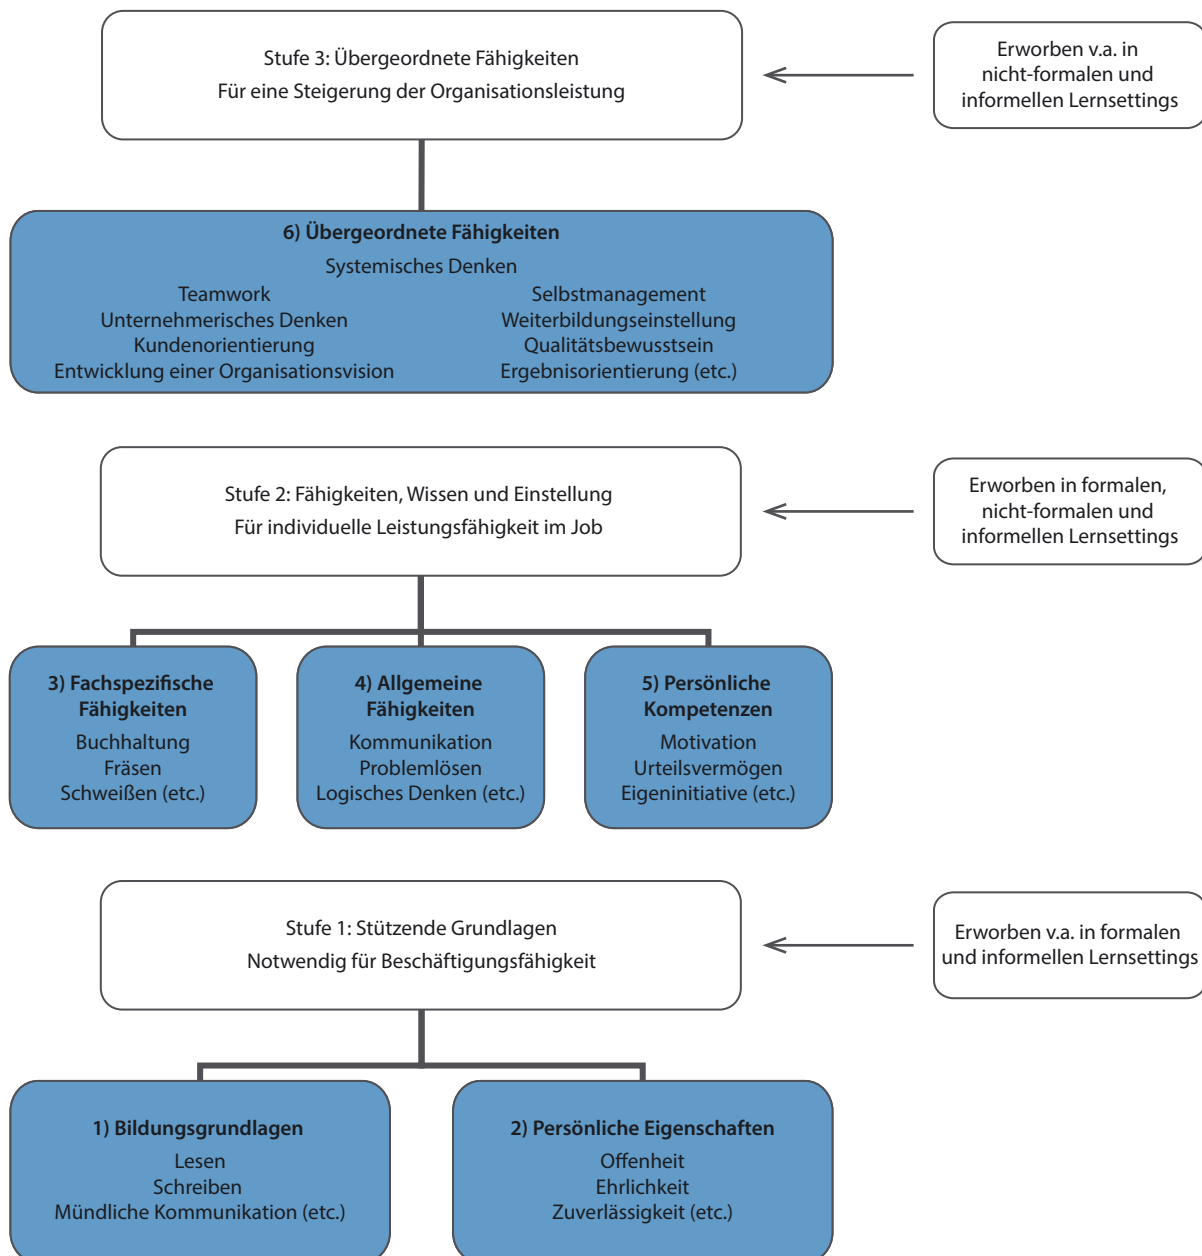 Stufe 3: Übergeordnete Fähigkeiten
Für eine Steigerung der Organisationsleistung
Erworben v.a. in
nicht-formalen und
informellen Lernsettings
6) Übergeordnete Fähigkeiten
Systemisches Denken
Teamwork
Unternehmerisches Denken
Kundenorientierung
Entwicklung einer Organisationsvision
Selbstmanagement
Weiterbildungseinstellung
Qualitätsbewusstsein
Ergebnisorientierung (etc.)
Stufe 2: Fähigkeiten, Wissen und Einstellung
Für individuelle Leistungsfähigkeit im Job
Erworben in formalen,
nicht-formalen und
informellen Lernsettings
3) Fachspezifische
Fähigkeiten
Buchhaltung
Fräsen
Schweißen (etc.)
4) Allgemeine
Fähigkeiten
Kommunikation
Problemlösen
Logisches Denken (etc.)
5) Persönliche
Kompetenzen
Motivation
Urteilsvermögen
Eigeninitiative (etc.)
Stufe 1: Stützende Grundlagen
Notwendig für Beschäftigungsfähigkeit
Erworben v.a. in formalen
und informellen Lernsettings
1) Bildungsgrundlagen
Lesen
Schreiben
Mündliche Kommunikation (etc.)
2) Persönliche Eigenschaften
Offenheit
Ehrlichkeit
Zuverlässigkeit (etc.)